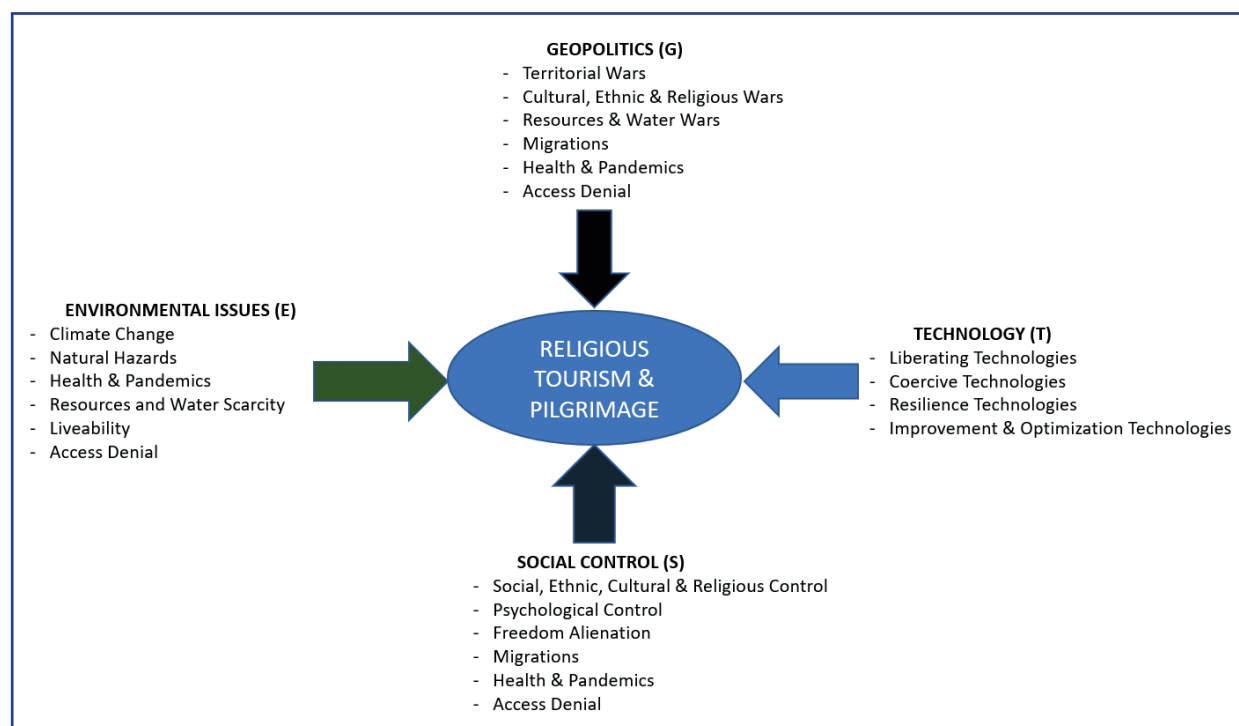 GEOPOLITICS (G)
- Territorial Wars
- Cultural, Ethnic & Religious Wars
- Resources & Water Wars
- Migrations
- Health & Pandemics
- Access Denial
ENVIRONMENTAL ISSUES (E)
- Climate Change
- Natural Hazards
- Health & Pandemics
- Resources and Water Scarcity
- Liveability
- Access Denial
RELIGIOUS
TOURISM &
PILGRIMAGE
TECHNOLOGY (T)
- Liberating Technologies
- Coercive Technologies
- Resilience Technologies
- Improvement & Optimization Technologies
SOCIAL CONTROL (S)
- Social, Ethnic, Cultural & Religious Control
- Psychological Control
- Freedom Alienation
- Migrations
- Health & Pandemics
- Access Denial